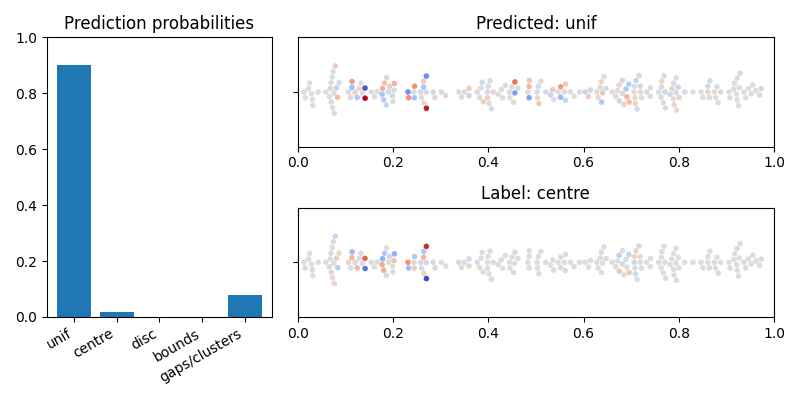 Prediction probabilities
1.0
0.8
0.6
0.4
0.2
0.0
unif
centre
disc
bounds
gaps/clusters
Predicted: unif
0.0 0.2 0.4 0.6 0.8 1.0
Label: centre
0.0 0.2 0.4 0.6 0.8 1.0